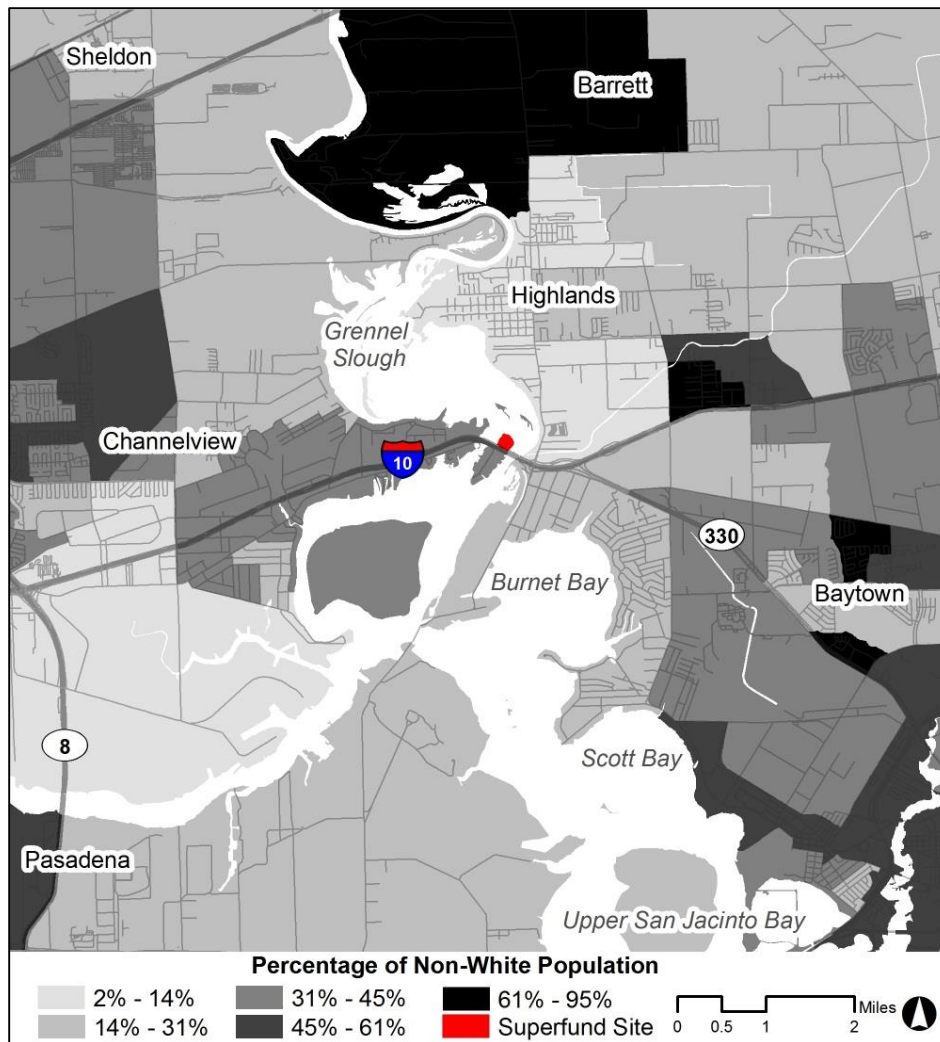 Sheldon
Barrett
Highlands
Grennel
Slough
Channelview
10
330
Burnet Bay
Baytown
8
Scott Bay
Pasadena
Upper San Jacinto Bay
Percentage of Non-White Population
2% - 14%
31% - 45%
61% - 95%
14% - 31%
45% - 61%
Superfund Site
Miles
0 0.5 1 2